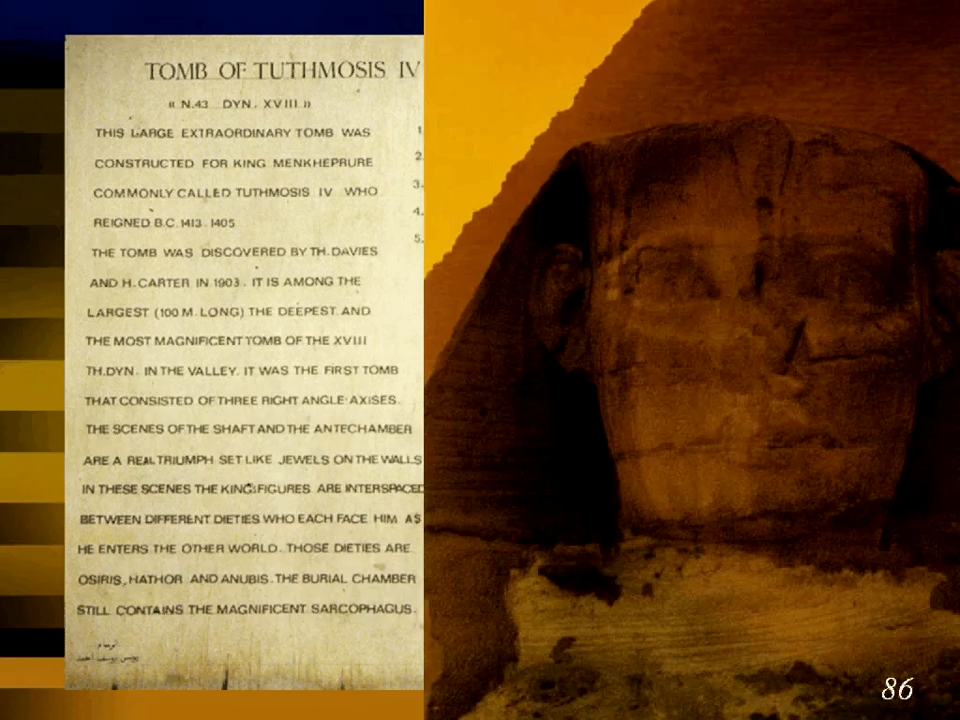 TOMB OF TUTHMOSIS IV
« N.43 DYN. XVIII »
THIS LARGE EXTRAORDINARY TOMB WAS
CONSTRUCTED FOR KING MENKHEPRURE
COMMONLY CALLED TUTHMOSIS IV WHO
REIGNED B.C. 1413 . 1405
THE TOMB WAS DISCOVERED BY TH. DAVIES
AND H. CARTER IN 1903 . IT IS AMONG THE
LARGEST (100 M. LONG) THE DEEPEST AND
THE MOST MAGNIFICENT TOMB OF THE XVIII
TH.DYN. IN THE VALLEY. IT WAS THE FIRST TOMB
THAT CONSISTED OF THREE RIGHT ANGLE AXISES.
THE SCENES OF THE SHAFT AND THE ANTECHAMBER
ARE A REAL TRIUMPH SET LIKE JEWELS ON THE WALLS
IN THESE SCENES THE KING FIGURES ARE INTERSPACED
BETWEEN DIFFERENT DIETIES WHO EACH FACE HIM AS
HE ENTERS THE OTHER WORLD. THOSE DIETIES ARE
OSIRIS, HATHOR AND ANUBIS. THE BURIAL CHAMBER
STILL CONTAINS THE MAGNIFICENT SARCOPHAGUS.
1
2.
3.
4.
5.
86